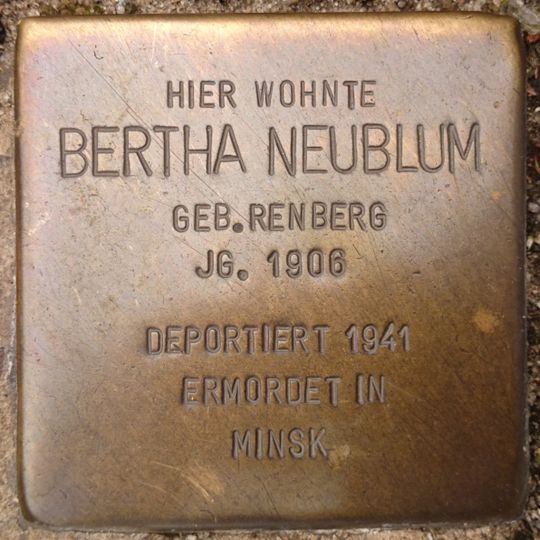 HIER WOHNTE
BERTHA NEUBLUM
GEB. RENBERG
JG. 1906
DEPORTIERT 1941
ERMORDET IN
MINSK